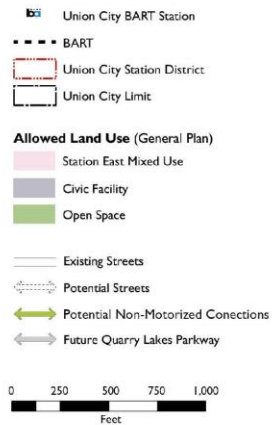 Union City BART Station
BART
Union City Station District
Union City Limit
Allowed Land Use (General Plan)
Station East Mixed Use
Civic Facility
Open Space
Existing Streets
Potential Streets
Potential Non-Motorized Conections
Future Quarry Lakes Parkway
0 250 500 750 1,000
Feet